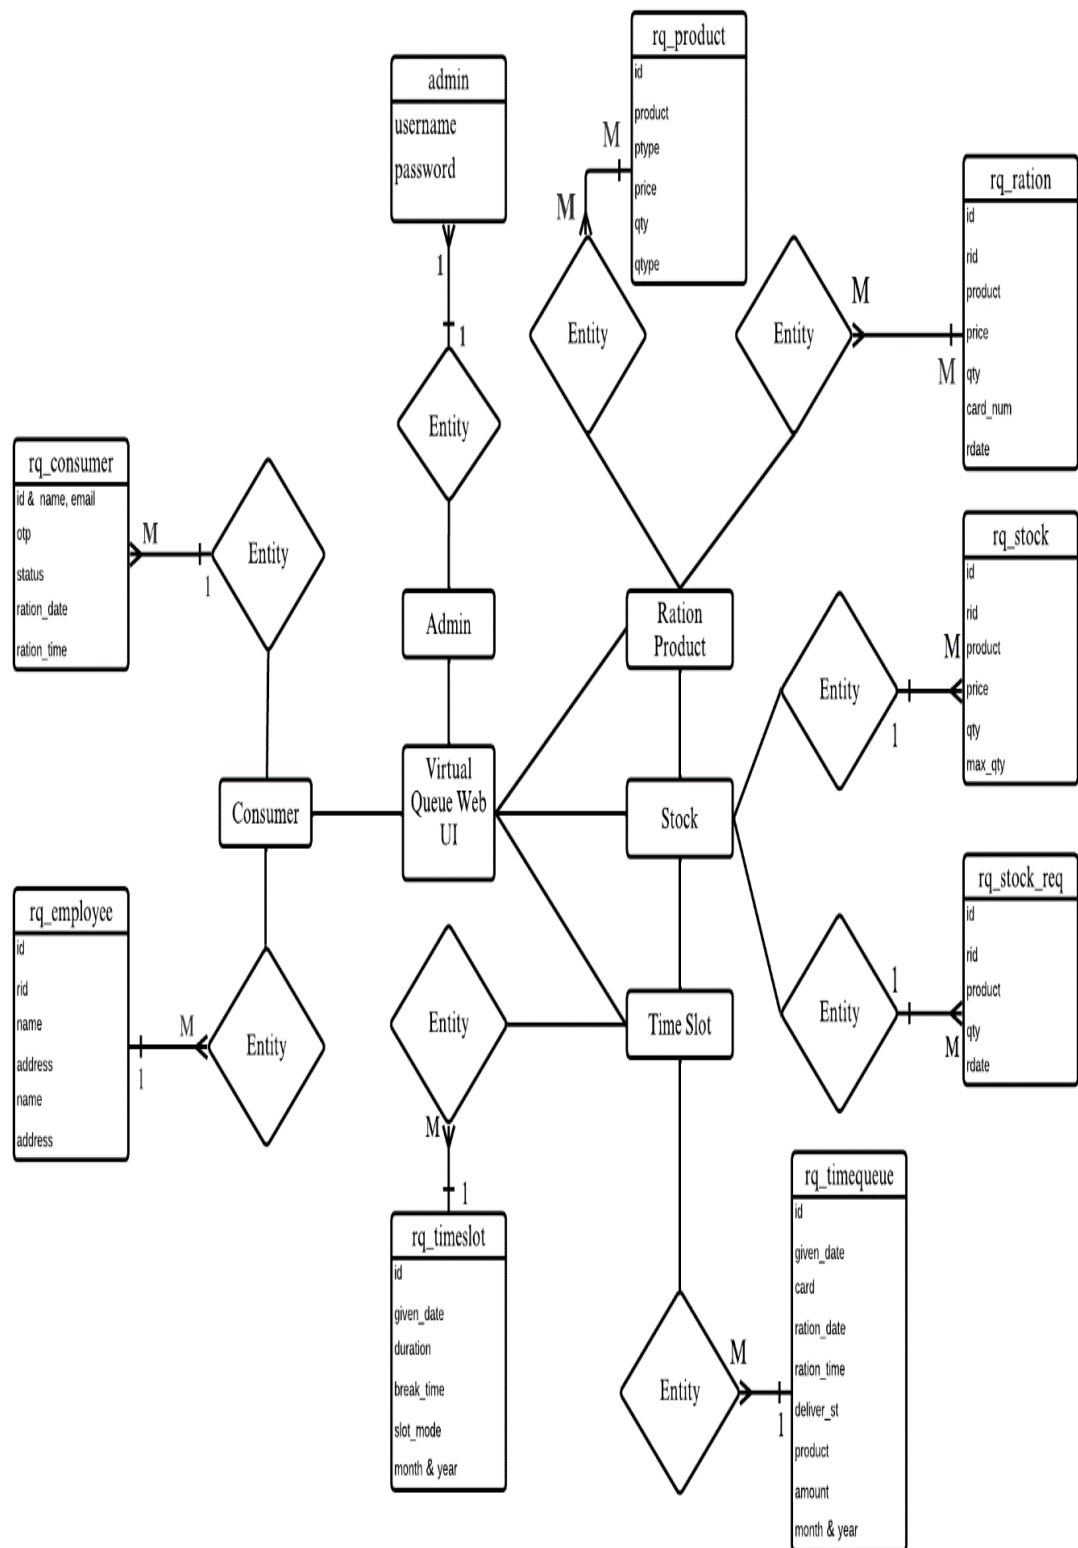 rq_product
id
product
ptype
price
qty
qtype
M
M
admin
username
password
1
1
rq_ration
id
rid
product
price
qty
card_num
rdate
M
M
Entity
Entity
Entity
rq_consumer
id & name, email
otp
status
ration_date
ration_time
M
1
Entity
Admin
Ration
Product
rq_stock
id
rid
product
price
qty
max_qty
M
1
Entity
Consumer
Virtual
Queue Web
UI
Stock
rq_employee
id
rid
name
address
name
address
M
1
Entity
Entity
Time Slot
Entity
1
M
rq_stock_req
id
rid
product
qty
rdate
M
1
rq_timeslot
id
given_date
duration
break_time
slot_mode
month & year
Entity
M
1
rq_timequeue
id
given_date
card
ration_date
ration_time
deliver_st
product
amount
month & year